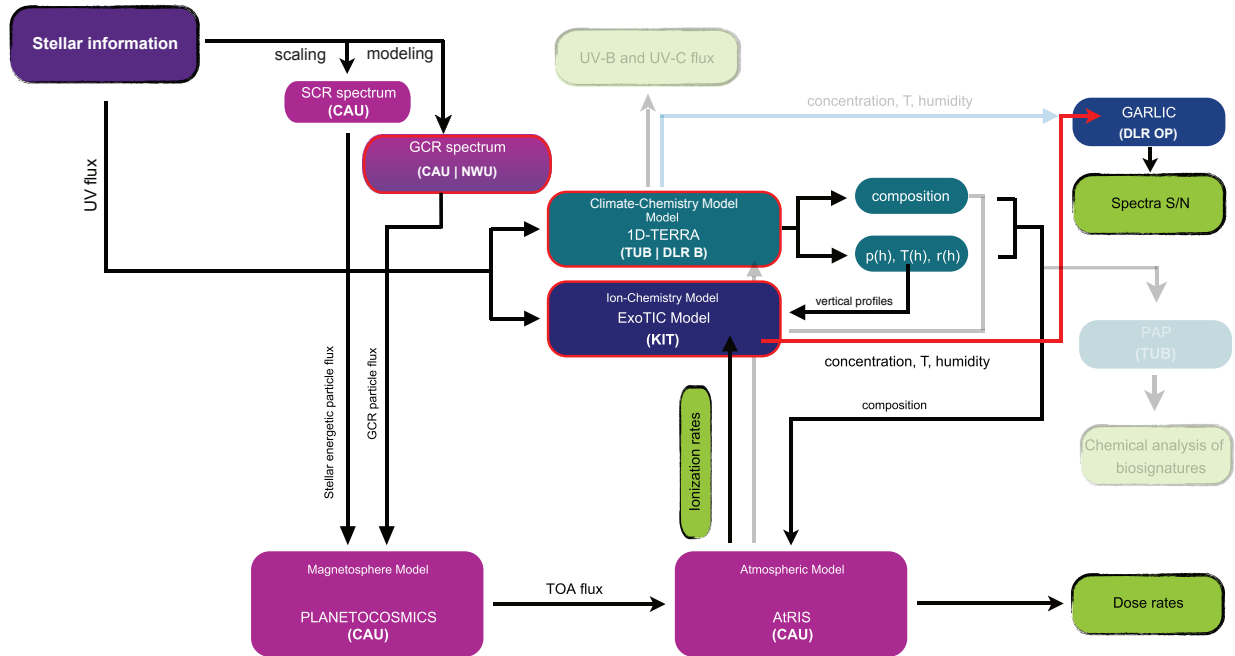 Stellar information
scaling
modeling
SCR spectrum
(CAU)
GCR spectrum
(CAU | NWU)
UV flux
UV-B and UV-C flux
concentration, T, humidity
GARLIC
(DLR OP)
Spectra S/N
Climate-Chemistry Model
Model
1D-TERRA
(TUB | DLR B)
composition
p(h), T(h), r(h)
vertical profiles
Ion-Chemistry Model
ExoTIC Model
(KIT)
concentration, T, humidity
PAP
(TUB)
Chemical analysis of
biosignatures
composition
Stellar energetic particle flux
GCR particle flux
Ionization rates
Magnetosphere Model
PLANETOCOSMICS
(CAU)
TOA flux
Atmospheric Model
AtRIS
(CAU)
Dose rates